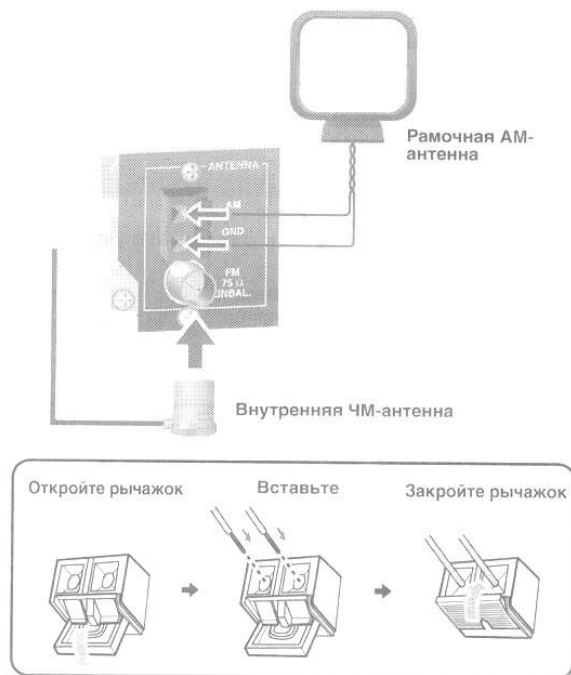 Рамочная АМ-
антенна
ANTENNA
AM
GND
FM
75 Ω
UNBAL.
Внутренняя ЧМ-антенна
Откройте рычажок
Вставьте
Закройте рычажок